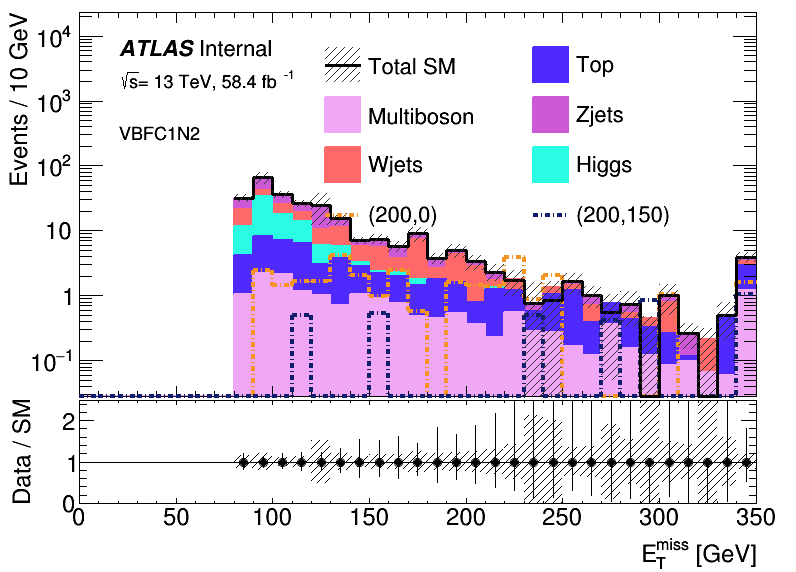 ATLAS Internal
√s= 13 TeV, 58.4 fb⁻¹
VBFC1N2
Total SM
Top
Multiboson
Zjets
Wjets
Higgs
(200,0)
(200,150)
Events / 10 GeV
10⁴
10³
10²
10
1
10⁻¹
Data / SM
2
1
0
0 50 100 150 200 250 300 350
E_T^miss [GeV]